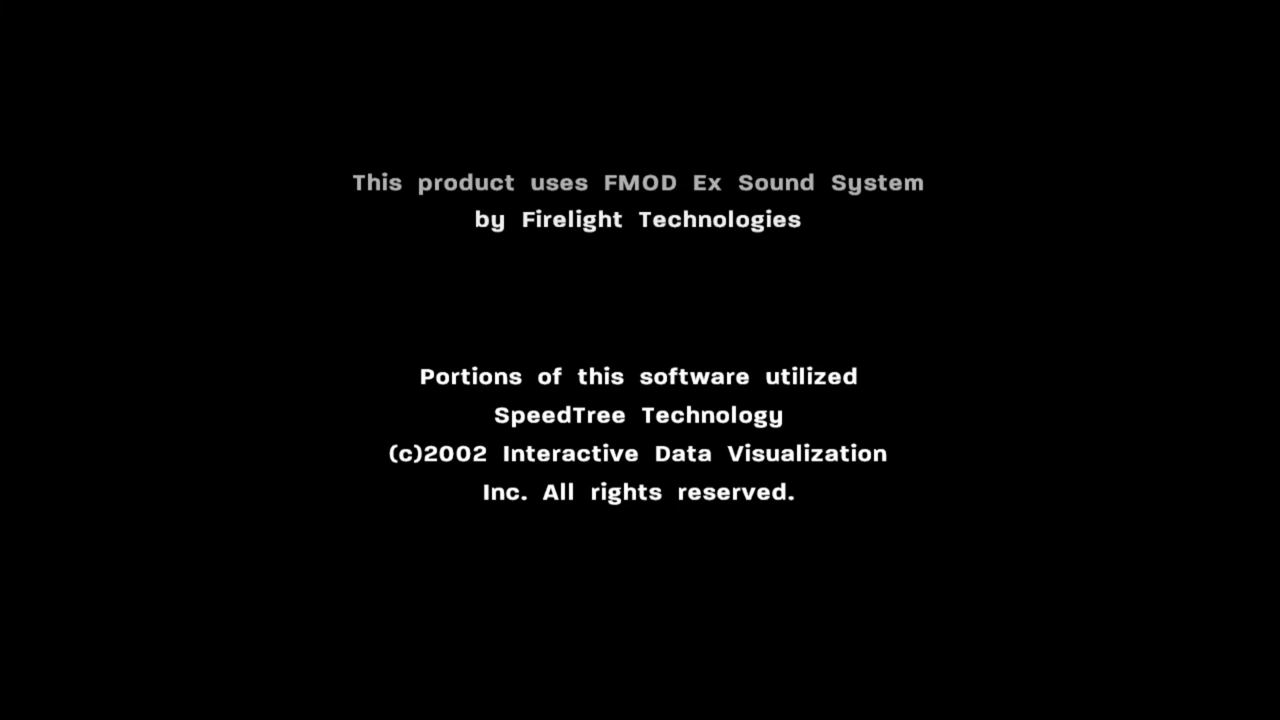 This product uses FMOD Ex Sound System
by Firelight Technologies
Portions of this software utilized
SpeedTree Technology
(c)2002 Interactive Data Visualization
Inc. All rights reserved.